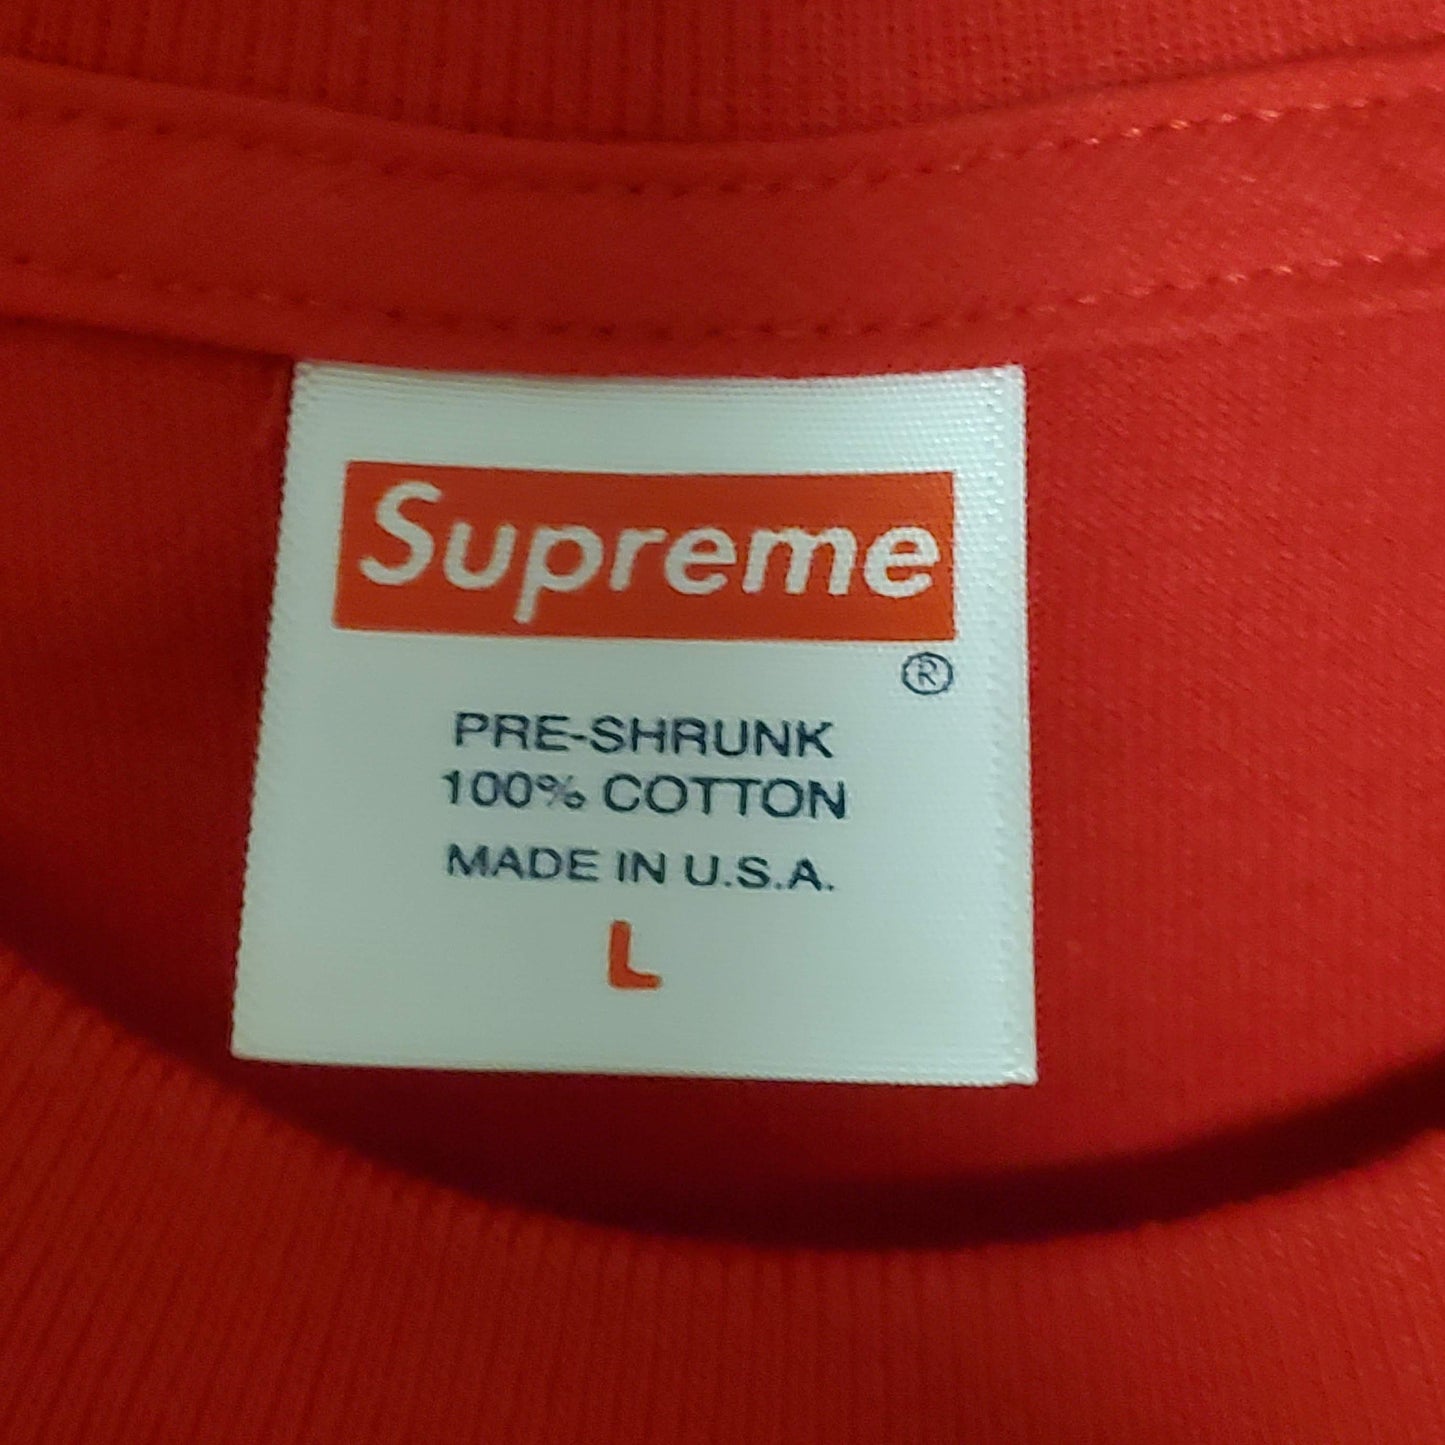 Supreme
®
PRE-SHRUNK
100% COTTON
MADE IN U.S.A.
L